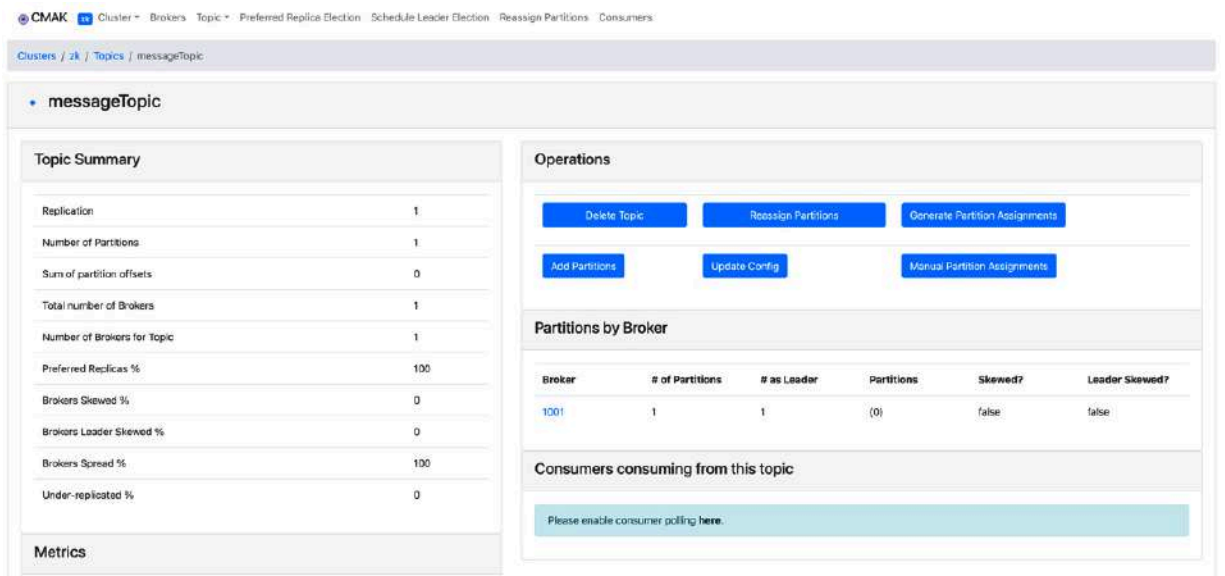 CMAK zk Cluster Brokers Topic Preferred Replica Election Schedule Leader Election Reassign Partitions Consumers
Clusters / zk / Topics / messageTopic
messageTopic
Topic Summary
Replication 1
Number of Partitions 1
Sum of partition offsets 0
Total number of Brokers 1
Number of Brokers for Topic 1
Preferred Replicas % 100
Brokers Skewed % 0
Brokers Leader Skewed % 0
Brokers Spread % 100
Under-replicated % 0
Metrics
Operations
Delete Topic Reassign Partitions Generate Partition Assignments
Add Partitions Update Config Manual Partition Assignments
Partitions by Broker
Broker # of Partitions # as Leader Partitions Skewed? Leader Skewed?
1001 1 1 (0) false false
Consumers consuming from this topic
Please enable consumer polling here.